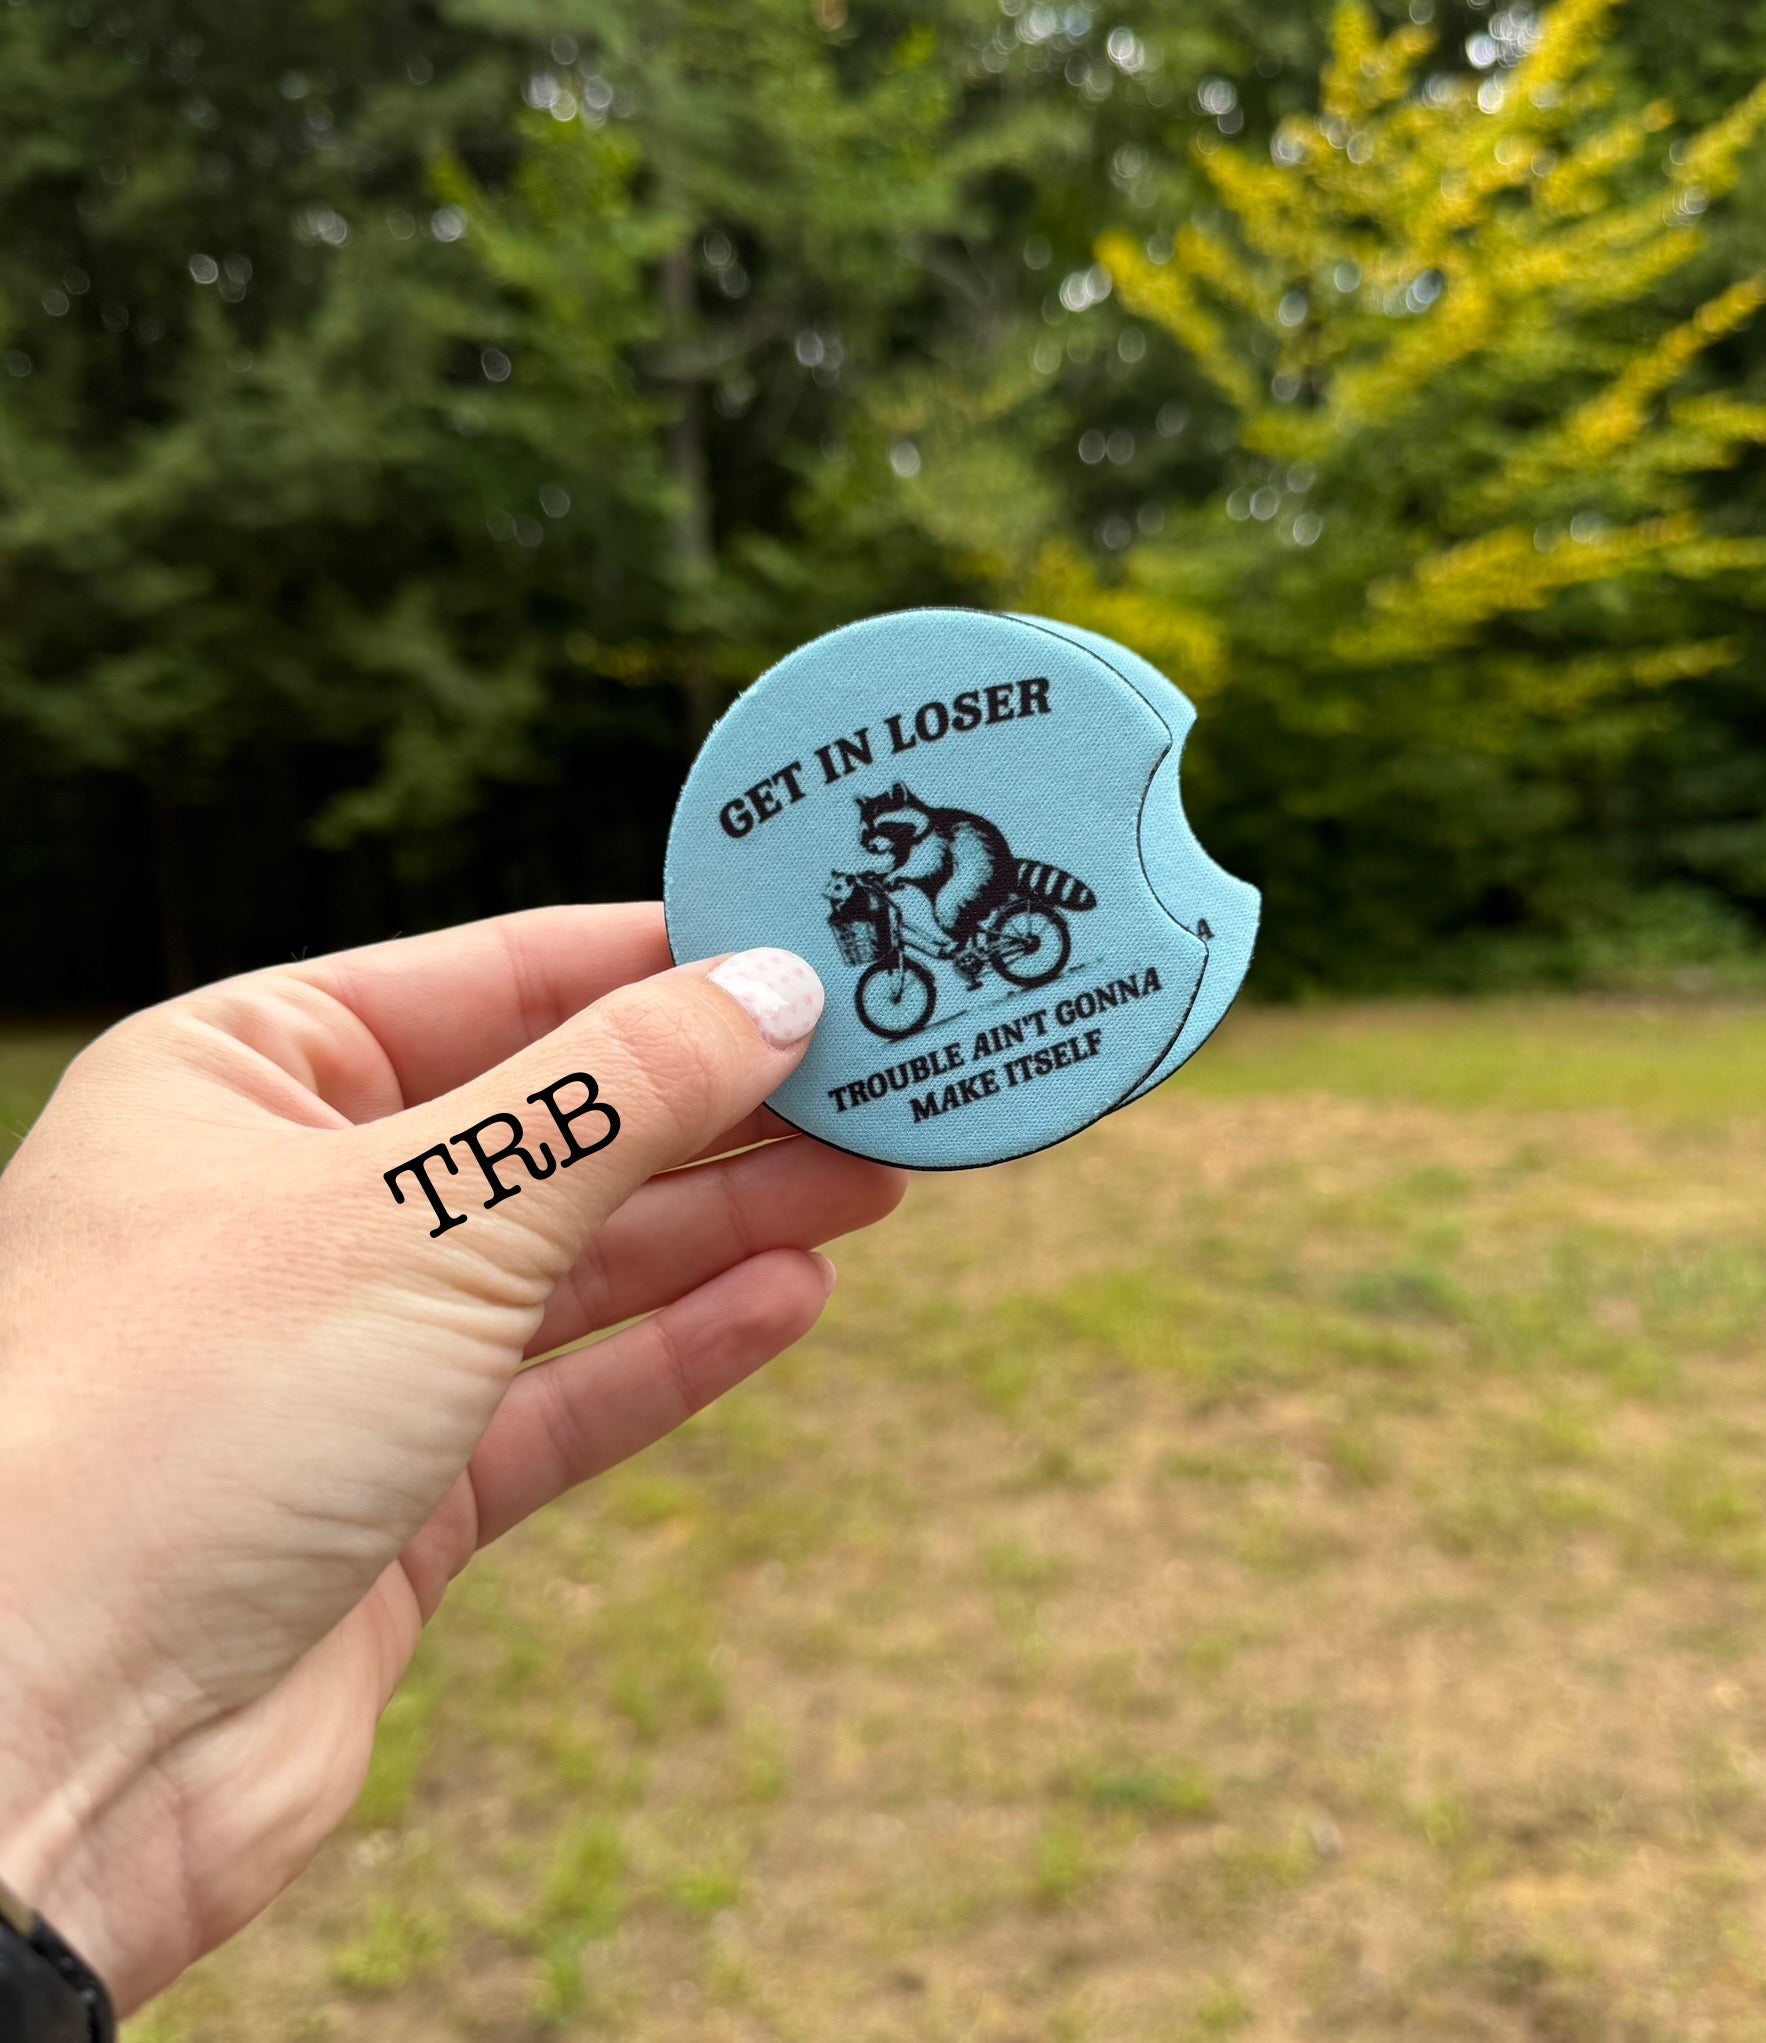 GET IN LOSER
TROUBLE AIN'T GONNA
MAKE ITSELF
A
TRB